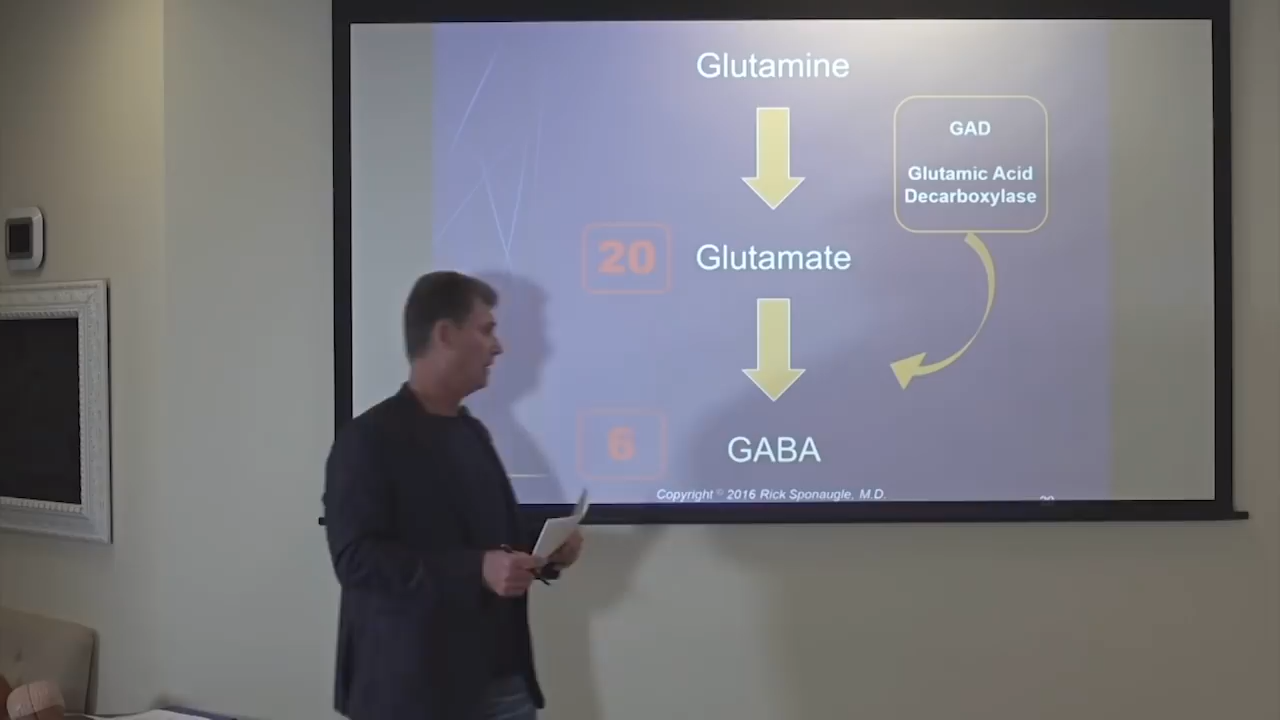 Glutamine
GAD
Glutamic Acid
Decarboxylase
20
Glutamate
6
GABA
Copyright © 2016 Rick Sponaugle, M.D.